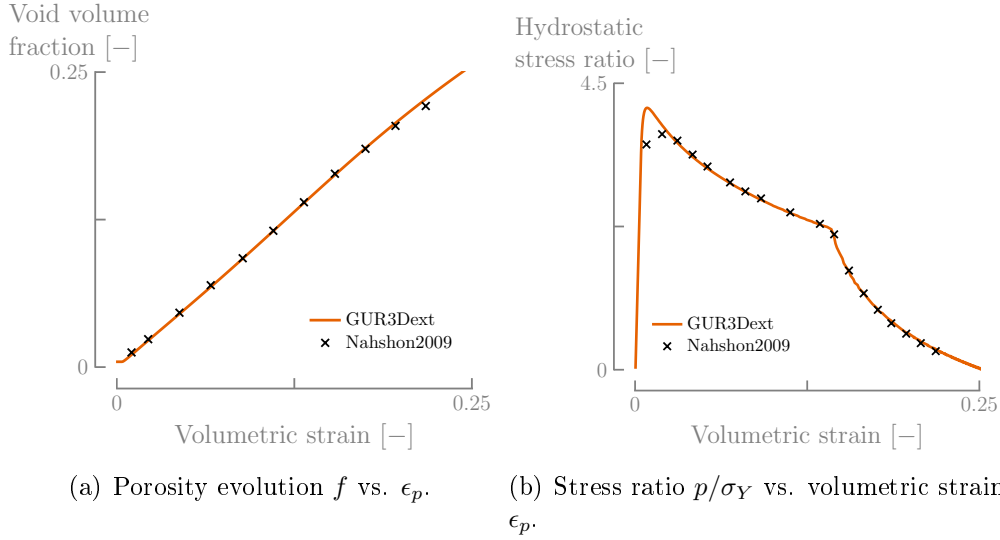 Void volume
fraction [−]
0.25
0
GUR3Dext
Nahshon2009
0
0.25
Volumetric strain [−]
(a) Porosity evolution f vs. ϵp.
Hydrostatic
stress ratio [−]
4.5
0
GUR3Dext
Nahshon2009
0
0.25
Volumetric strain [−]
(b) Stress ratio p/σY vs. volumetric strain
ϵp.